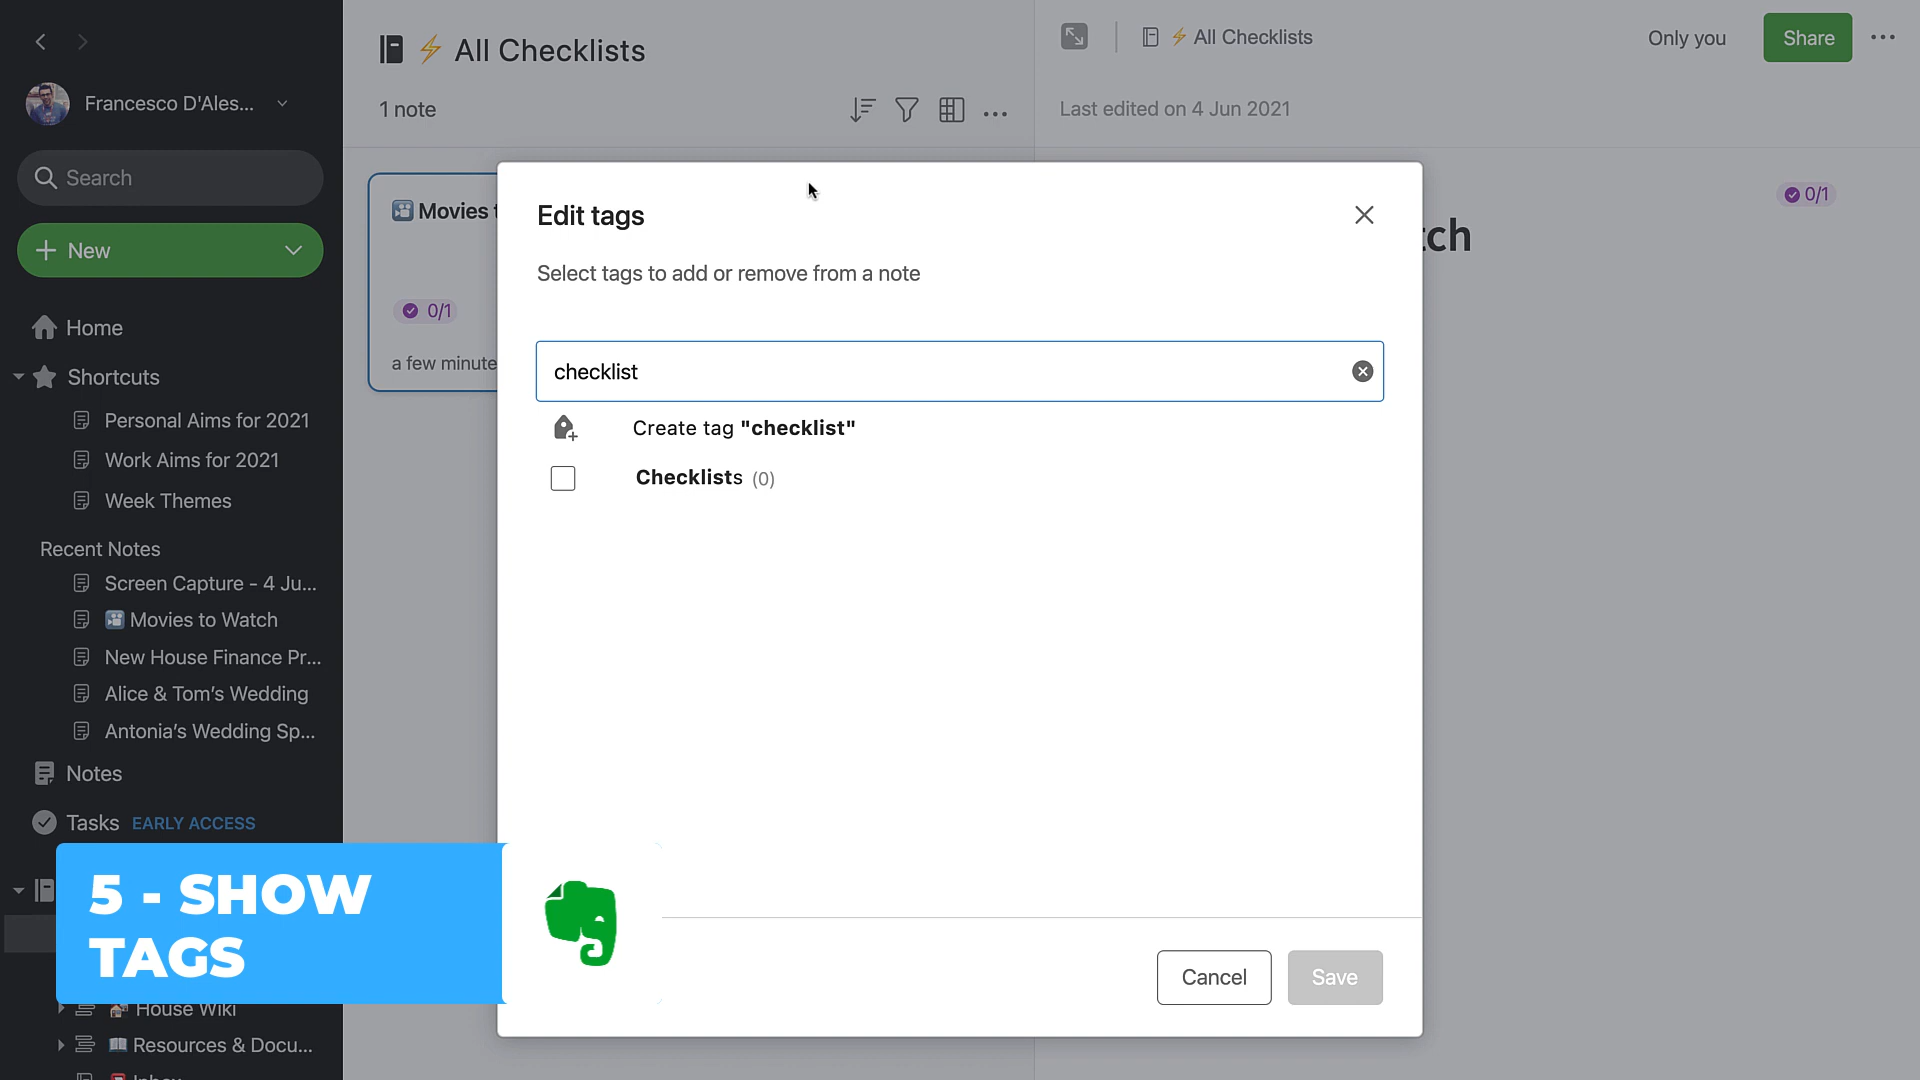 Francesco D'Ales...
Search
New
Home
Shortcuts
Personal Aims for 2021
Work Aims for 2021
Week Themes
Recent Notes
Screen Capture - 4 Ju...
Movies to Watch
New House Finance Pr...
Alice & Tom's Wedding
Antonia's Wedding Sp...
Notes
Tasks EARLY ACCESS
House Wiki
Resources & Docu...
⚡ All Checklists
1 note
Movies t
0/1
a few minute
⚡ All Checklists
Only you
Share
Last edited on 4 Jun 2021
0/1
tch
Edit tags
Select tags to add or remove from a note
checklist
Create tag "checklist"
Checklists (0)
Cancel
Save
5 - SHOW
TAGS